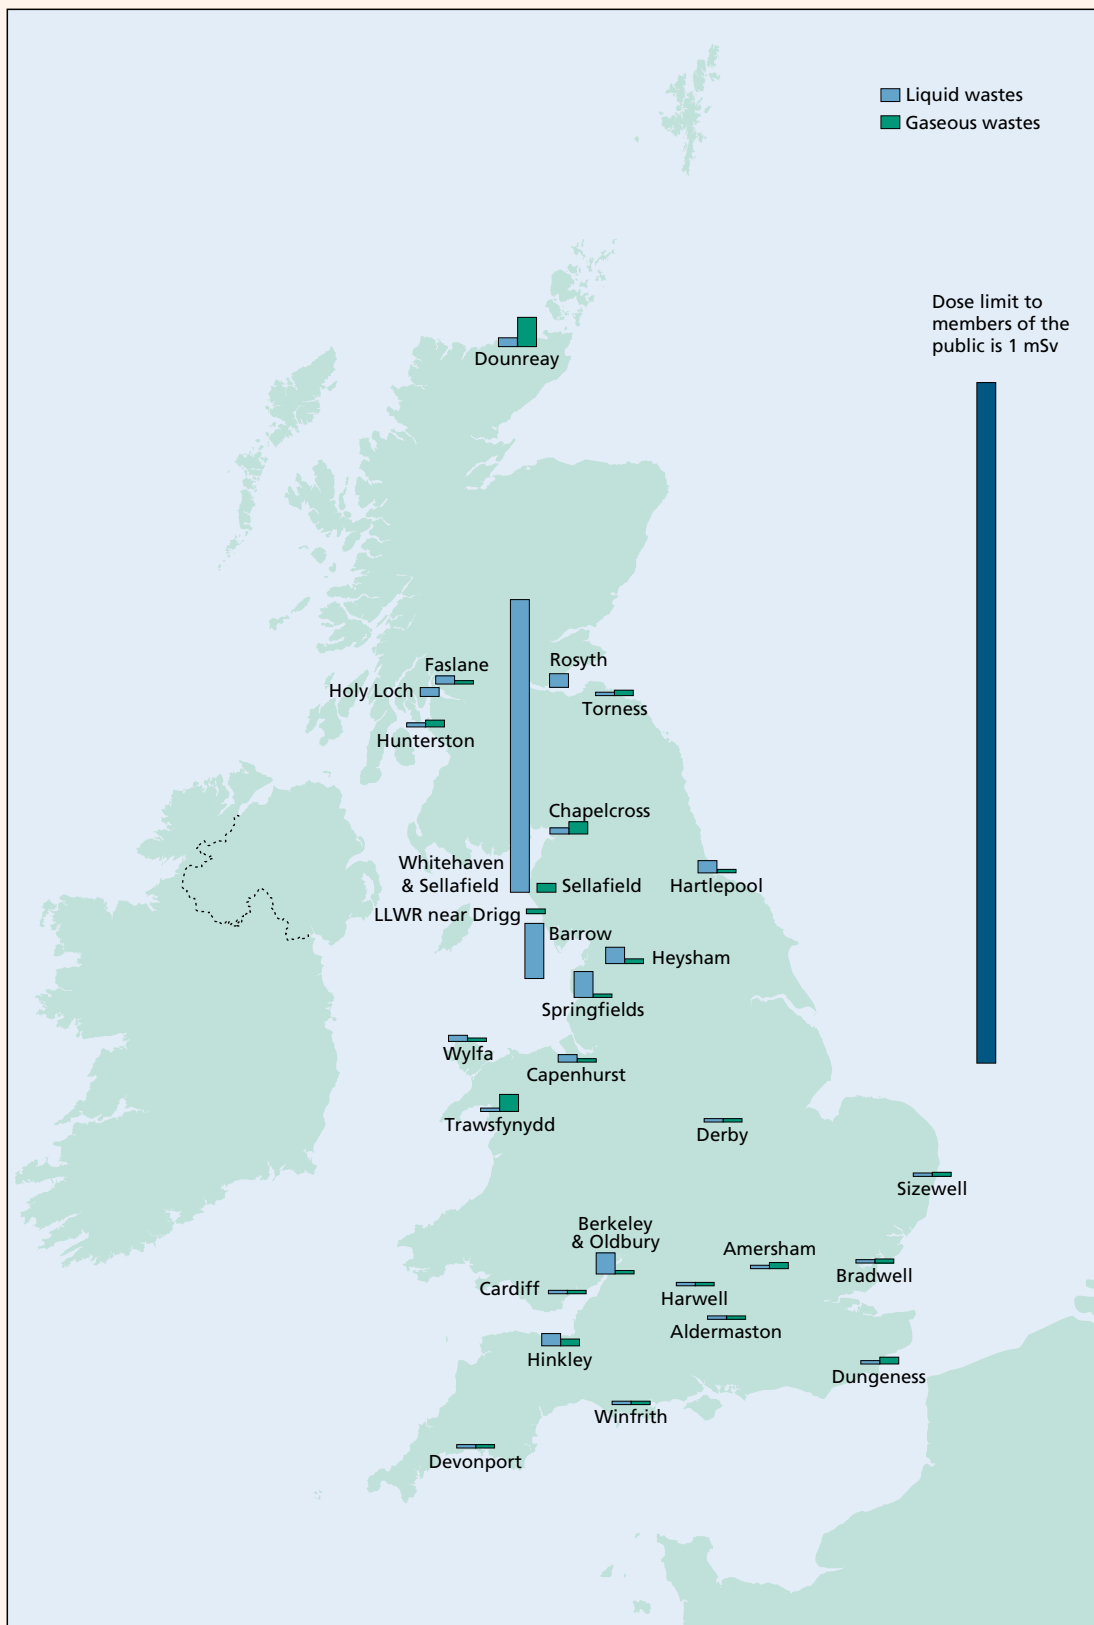 Liquid wastes
Gaseous wastes
Dose limit to
members of the
public is 1 mSv
Dounreay
Faslane
Rosyth
Holy Loch
Torness
Hunterston
Chapelcross
Whitehaven
& Sellafield
Sellafield
Hartlepool
LLWR near Drigg
Barrow
Heysham
Springfields
Wylfa
Capenhurst
Trawsfynydd
Derby
Sizewell
Berkeley
& Oldbury
Amersham
Bradwell
Cardiff
Harwell
Aldermaston
Hinkley
Dungeness
Winfrith
Devonport